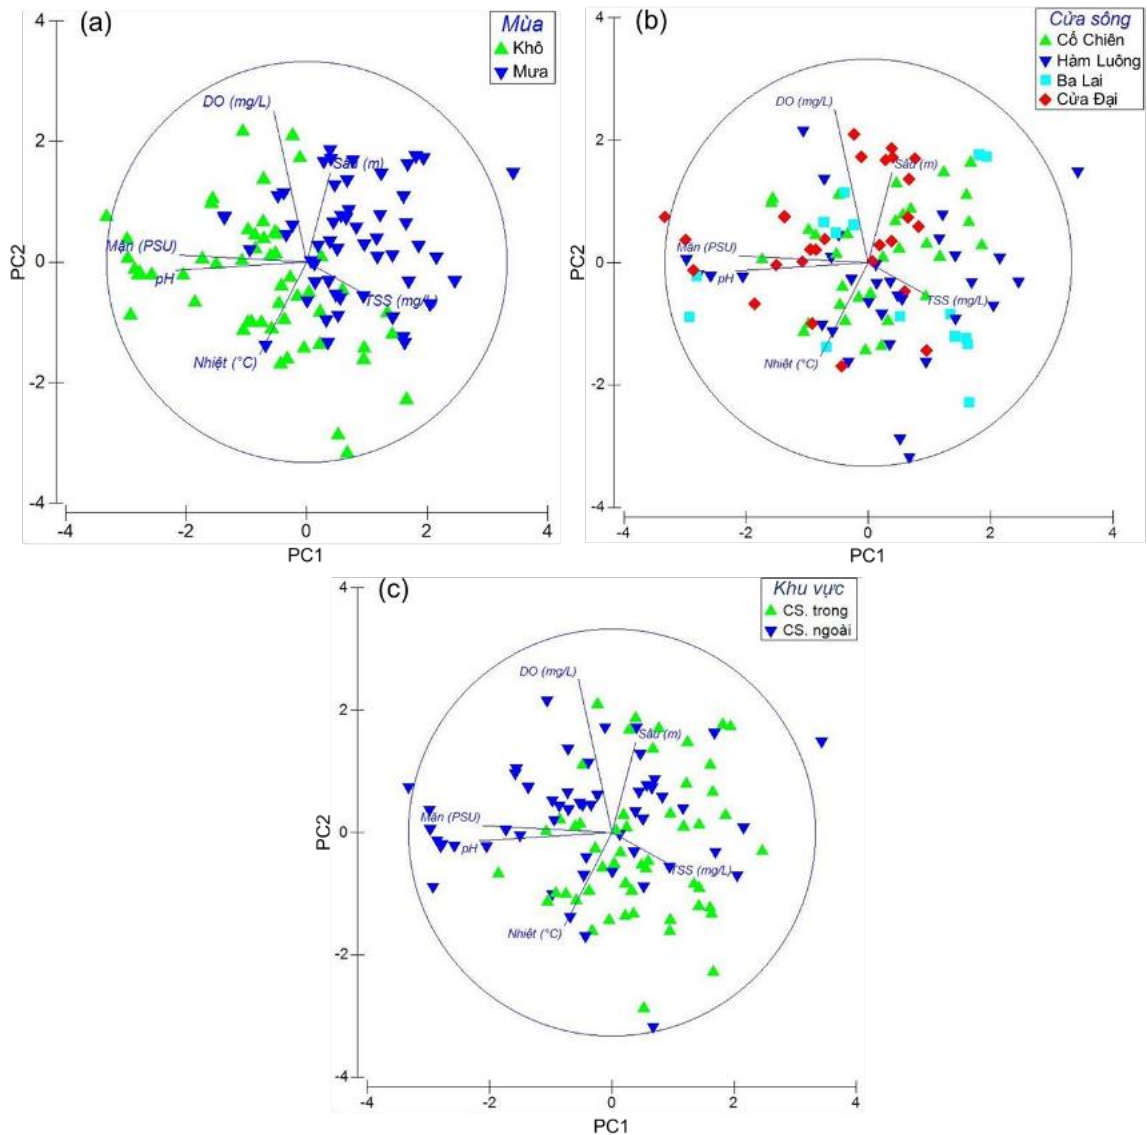 (a)
Mùa
Khô
Mưa
4
2
0
-2
-4
PC2
DO (mg/L)
Sâu (m)
Mặn (PSU)
pH
TSS (mg/L)
Nhiệt (°C)
-4
-2
0
2
4
PC1
(b)
Cửa sông
Cổ Chiên
Hàm Luông
Ba Lai
Cửa Đại
4
2
0
-2
-4
PC2
DO (mg/L)
Sâu (m)
Mặn (PSU)
pH
TSS (mg/L)
Nhiệt (°C)
-4
-2
0
2
4
PC1
(c)
Khu vực
CS. trong
CS. ngoài
4
2
0
-2
-4
PC2
DO (mg/L)
Sâu (m)
Mặn (PSU)
pH
TSS (mg/L)
Nhiệt (°C)
-4
-2
0
2
4
PC1